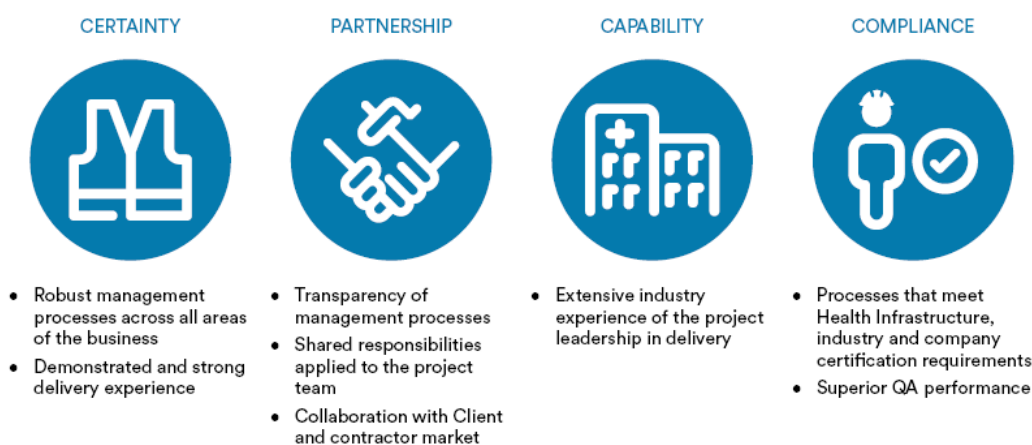 CERTAINTY
• Robust management
processes across all areas
of the business
• Demonstrated and strong
delivery experience
PARTNERSHIP
• Transparency of
management processes
• Shared responsibilities
applied to the project
team
• Collaboration with Client
and contractor market
CAPABILITY
• Extensive industry
experience of the project
leadership in delivery
COMPLIANCE
• Processes that meet
Health Infrastructure,
industry and company
certification requirements
• Superior QA performance